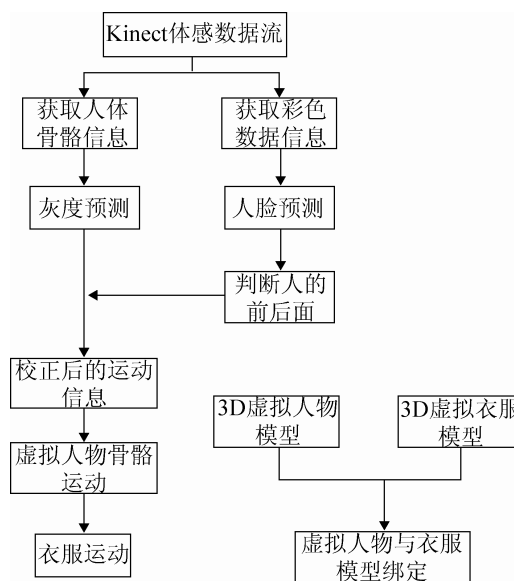 Kinect体感数据流
获取人体
骨骼信息
获取彩色
数据信息
灰度预测
人脸预测
判断人的
前后面
校正后的运动
信息
3D虚拟人物
模型
3D虚拟衣服
模型
虚拟人物骨骼
运动
衣服运动
虚拟人物与衣服
模型绑定